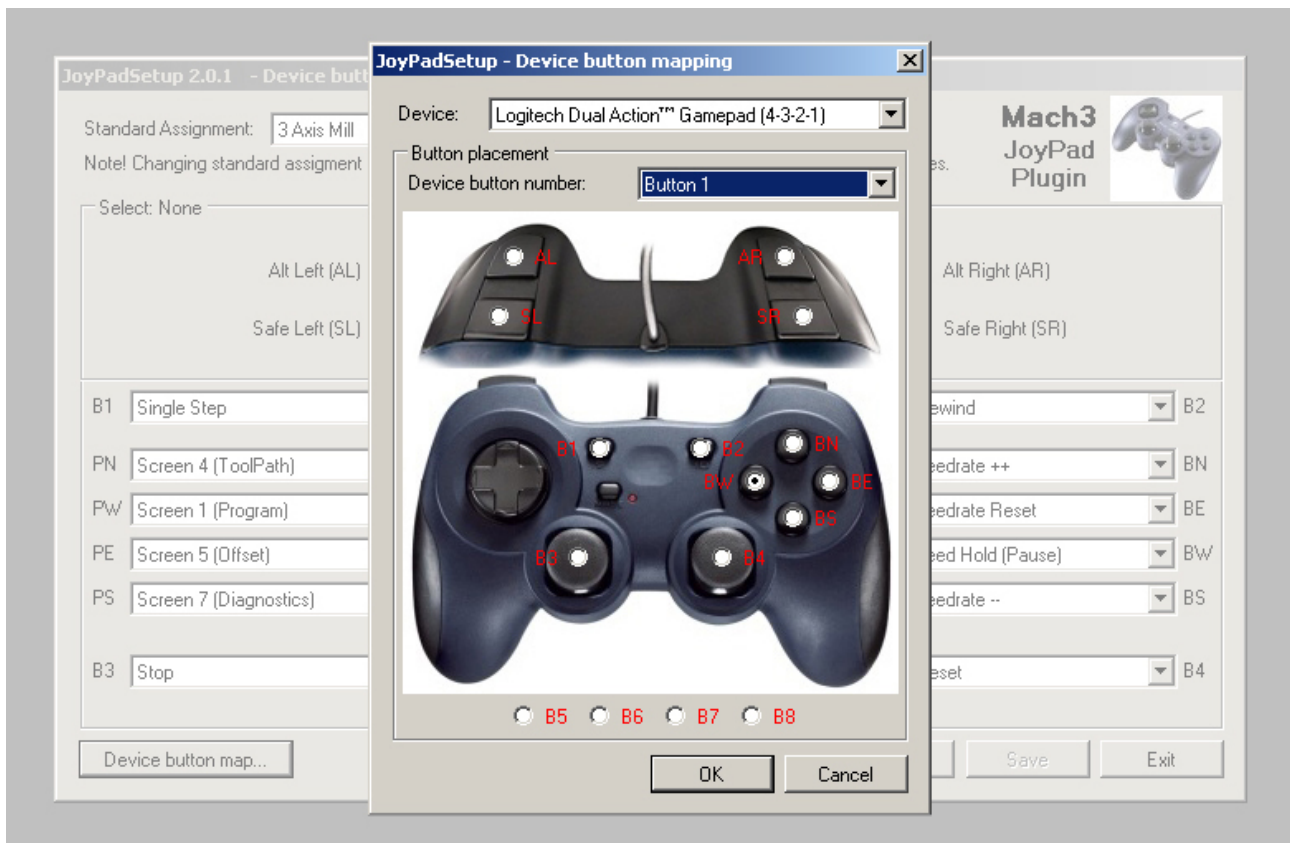 JoyPadSetup 2.0.1 - Device butt
JoyPadSetup - Device button mapping
Standard Assignment: 3 Axis Mill
Note! Changing standard assigment
es.
Mach3
JoyPad
Plugin
Device: Logitech Dual Action™ Gamepad (4-3-2-1)
Button placement
Device button number: Button 1
Select: None
Alt Left (AL)
AL
AR
Alt Right (AR)
Safe Left (SL)
SL
SR
Safe Right (SR)
B1 Single Step
ewind B2
B1
B2
BN
BW
BE
BS
B3
B4
PN Screen 4 (ToolPath)
eedrate ++ BN
PW Screen 1 (Program)
eedrate Reset BE
PE Screen 5 (Offset)
eed Hold (Pause) BW
PS Screen 7 (Diagnostics)
eedrate -- BS
B3 Stop
eset B4
B5 B6 B7 B8
Device button map...
OK Cancel
Save Exit